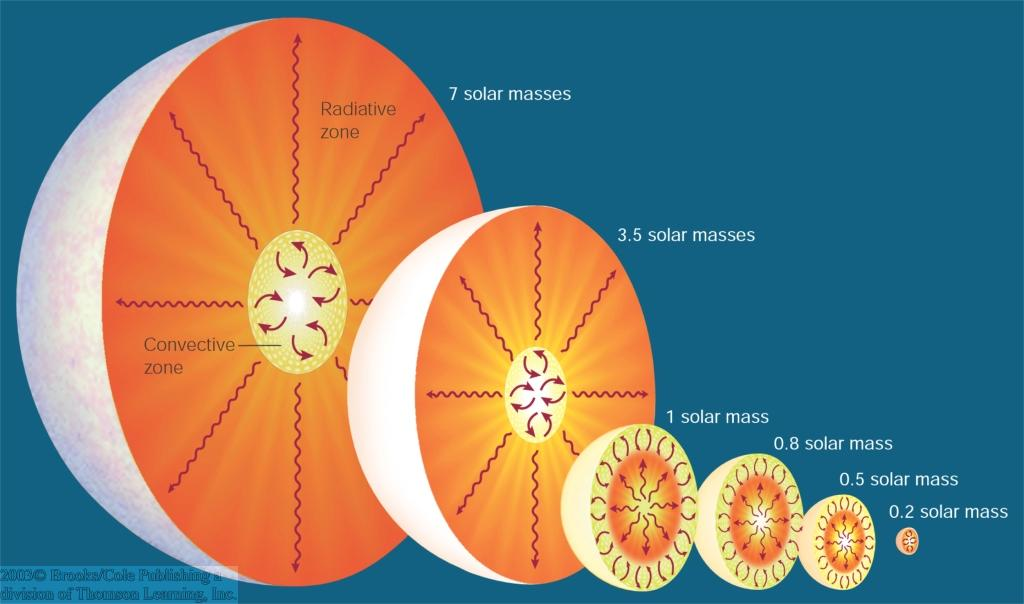 7 solar masses
Radiative
zone
3.5 solar masses
Convective
zone
1 solar mass
0.8 solar mass
0.5 solar mass
0.2 solar mass
2003© Brooks/Cole Publishing a
division of Thomson Learning, Inc.